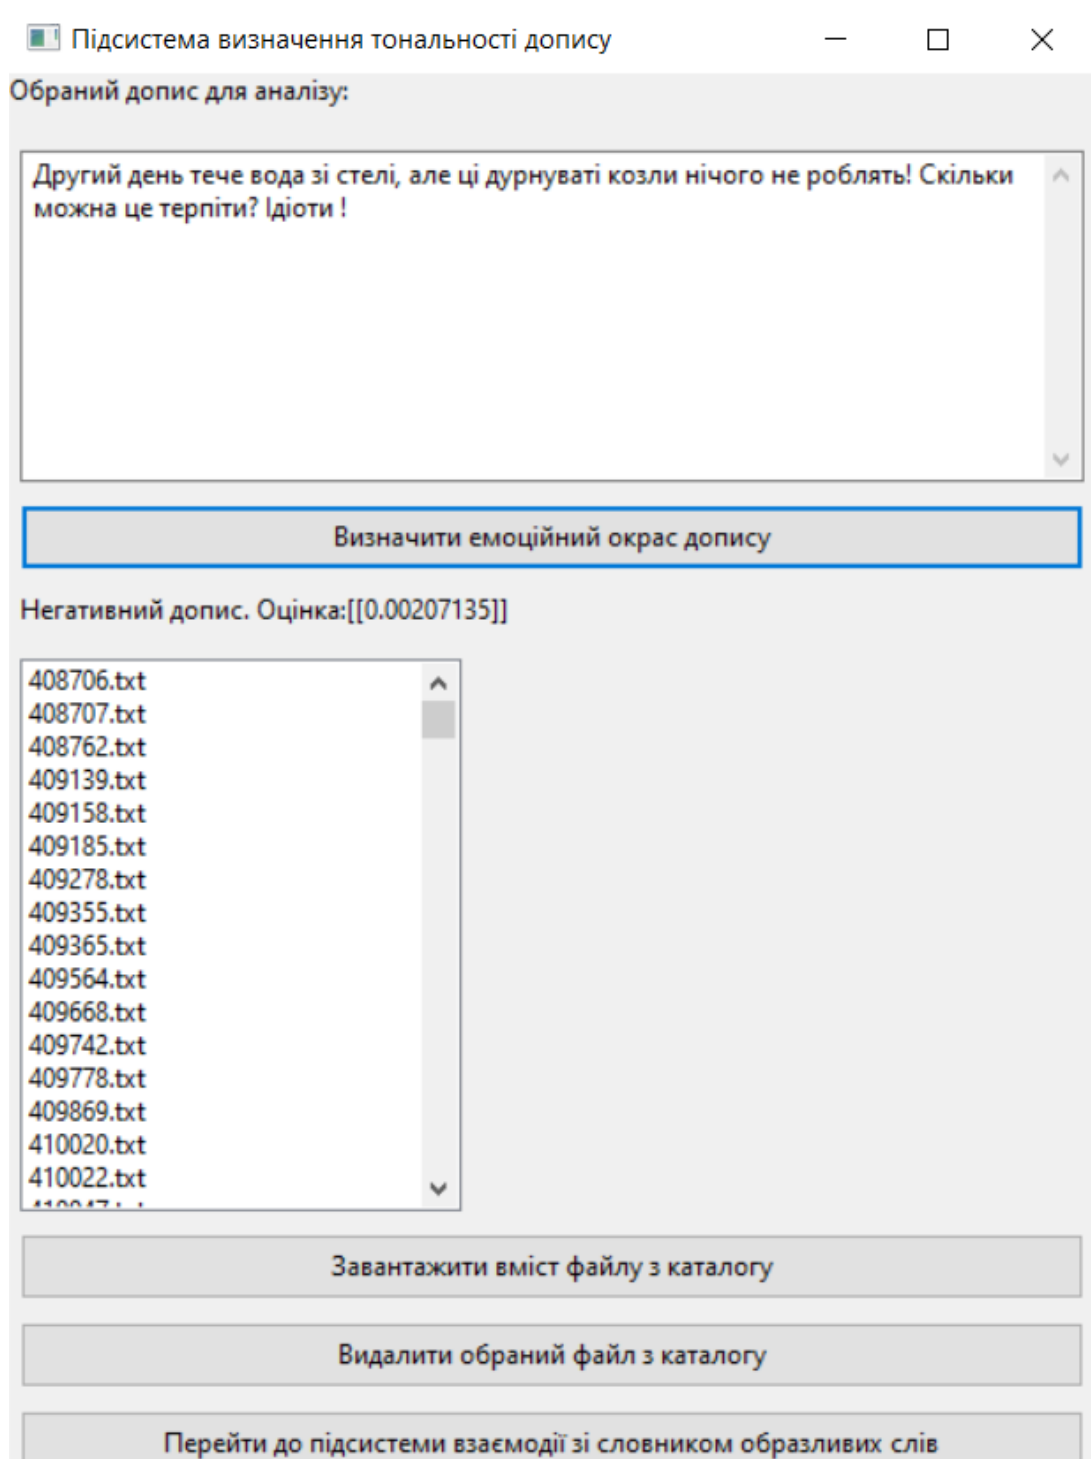 Підсистема визначення тональності допису
Обраний допис для аналізу:
Другий день тече вода зі стелі, але ці дурнуваті козли нічого не роблять! Скільки
можна це терпіти? Ідіоти !
Визначити емоційний окрас допису
Негативний допис. Оцінка:[[0.00207135]]
408706.txt
408707.txt
408762.txt
409139.txt
409158.txt
409185.txt
409278.txt
409355.txt
409365.txt
409564.txt
409668.txt
409742.txt
409778.txt
409869.txt
410020.txt
410022.txt
Завантажити вміст файлу з каталогу
Видалити обраний файл з каталогу
Перейти до підсистеми взаємодії зі словником образливих слів